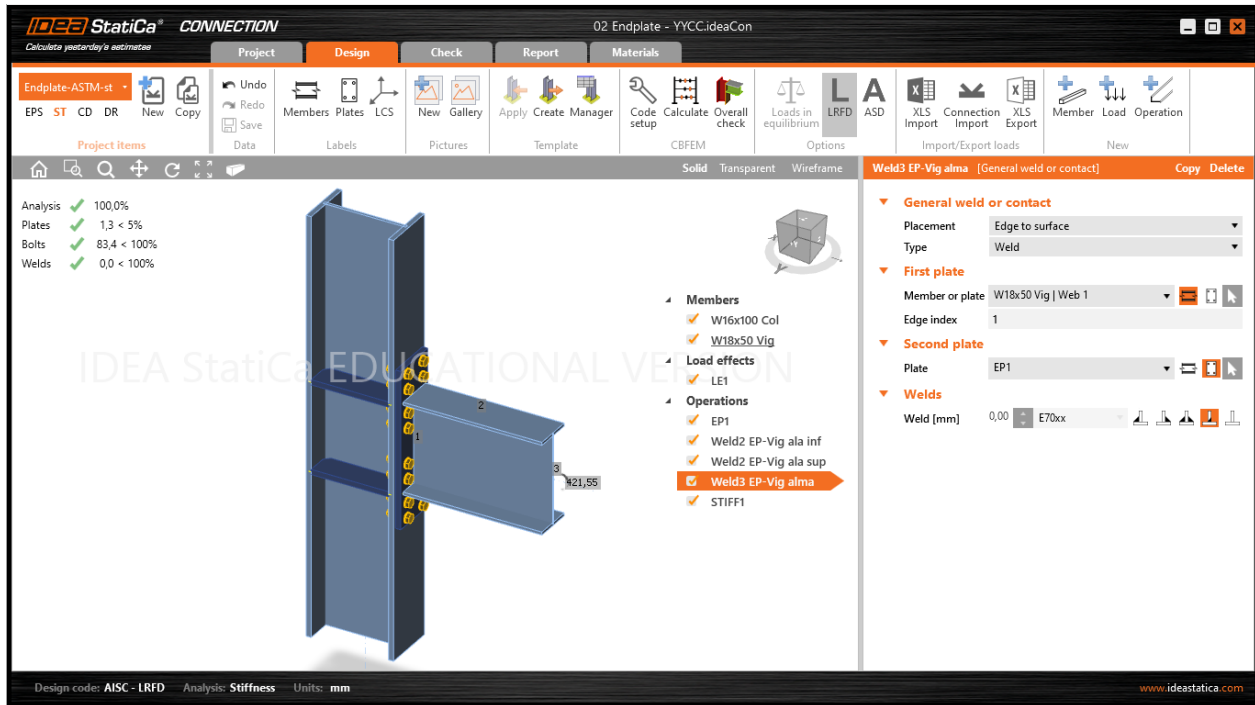 IDEA StatiCa® CONNECTION
02 Endplate - YYCC.ideaCon
Calculate yesterday's estimates
Project Design Check Report Materials
Endplate-ASTM-st
EPS ST CD DR
New Copy
Project items
Undo
Redo
Save
Data
Members Plates LCS
Labels
New Gallery
Pictures
Apply Create Manager
Template
Code setup Calculate Overall check
CBFEM
Loads in equilibrium LRFD ASD
Options
XLS Import Connection Import XLS Export
Import/Export loads
Member Load Operation
New
Solid Transparent Wireframe
Analysis 100,0%
Plates 1,3 < 5%
Bolts 83,4 < 100%
Welds 0,0 < 100%
IDEA StatiCa EDUCATIONAL VERSION
1
2
3
421,55
Members
W16x100 Col
W18x50 Vig
Load effects
LE1
Operations
EP1
Weld2 EP-Vig ala inf
Weld2 EP-Vig ala sup
Weld3 EP-Vig alma
STIFF1
Weld3 EP-Vig alma [General weld or contact] Copy Delete
General weld or contact
Placement Edge to surface
Type Weld
First plate
Member or plate W18x50 Vig | Web 1
Edge index 1
Second plate
Plate EP1
Welds
Weld [mm] 0,00 E70xx
Design code: AISC - LRFD Analysis: Stiffness Units: mm
www.ideastatica.com